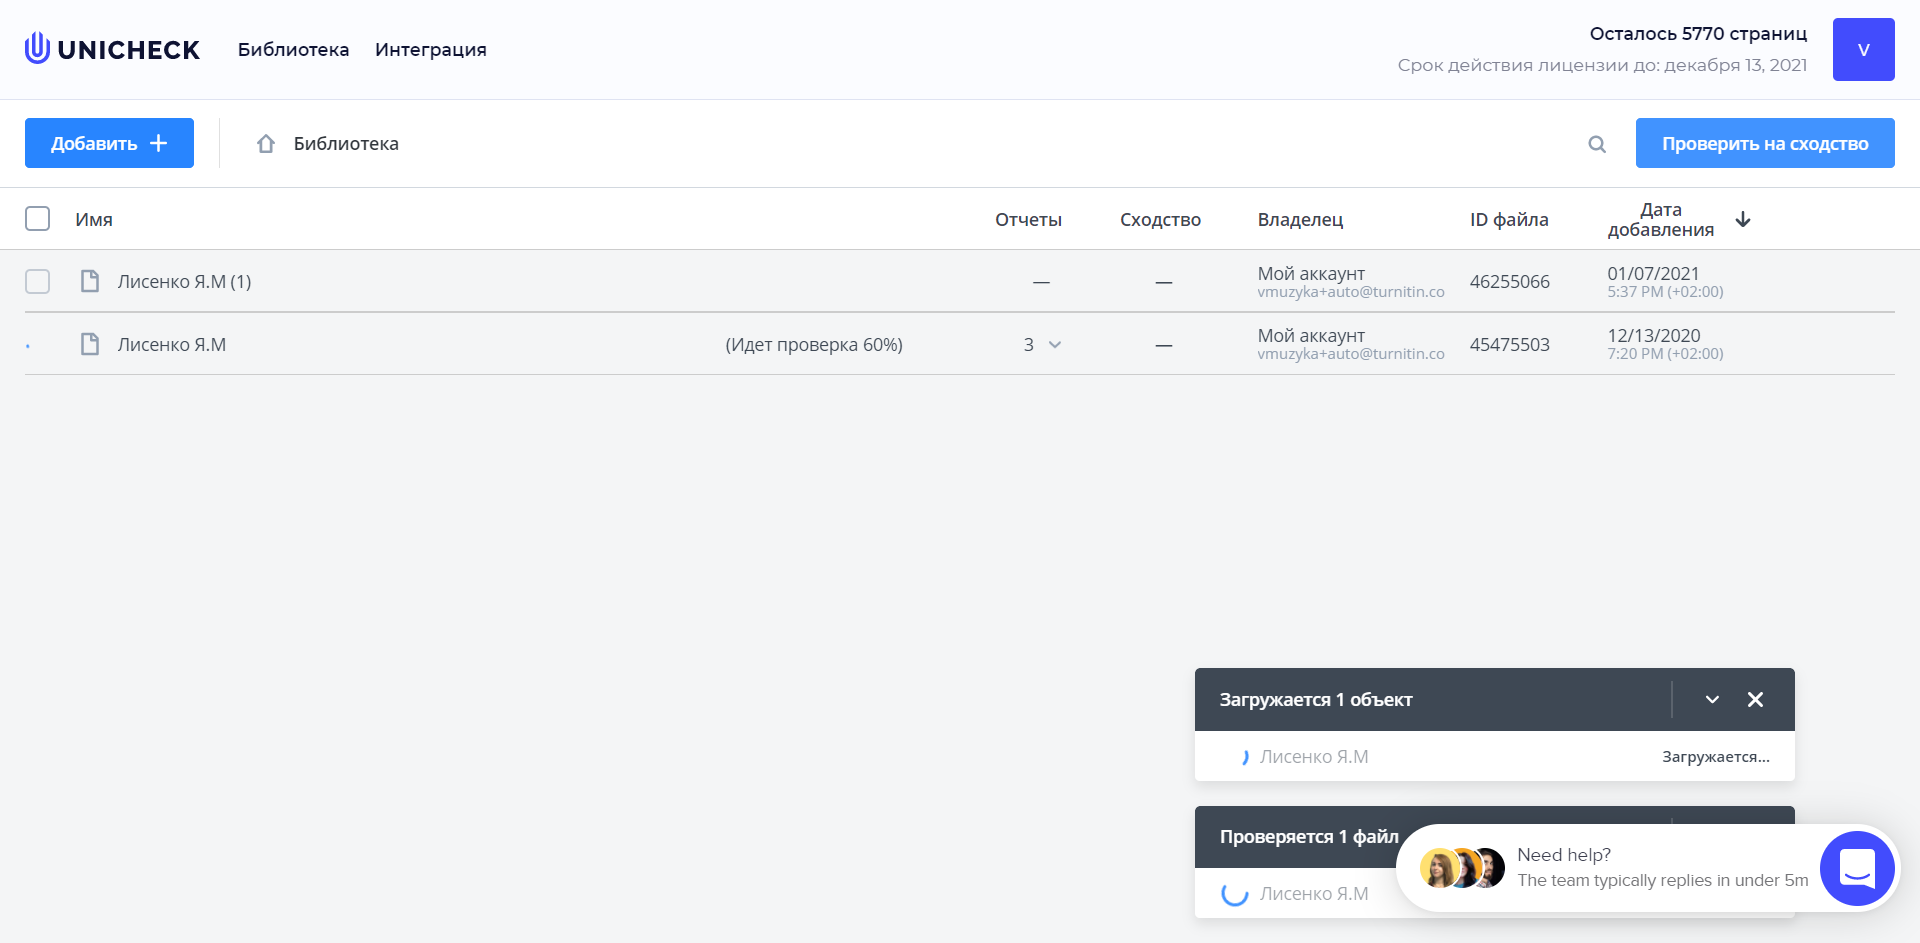 UNICHECK
Библиотека
Интеграция
Осталось 5770 страниц
Срок действия лицензии до: декабря 13, 2021
V
Добавить
Библиотека
Проверить на сходство
Имя
Отчеты
Сходство
Владелец
ID файла
Дата
добавления
Лисенко Я.М (1)
—
—
Мой аккаунт
vmuzyka+auto@turnitin.co
46255066
01/07/2021
5:37 PM (+02:00)
Лисенко Я.М
(Идет проверка 60%)
3
—
Мой аккаунт
vmuzyka+auto@turnitin.co
45475503
12/13/2020
7:20 PM (+02:00)
Загружается 1 объект
Лисенко Я.М
Загружается...
Проверяется 1 файл
Лисенко Я.М
Need help?
The team typically replies in under 5m